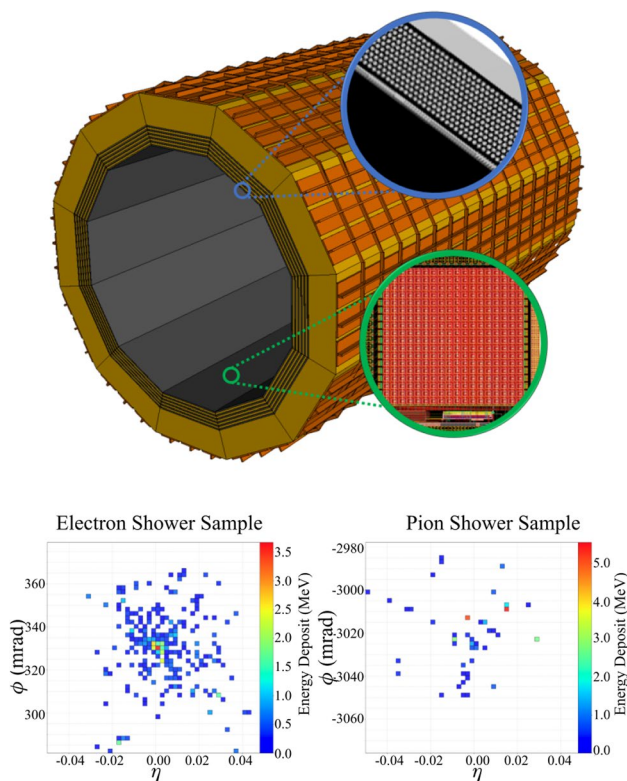 Electron Shower Sample
360
340
320
300
ϕ (mrad)
-0.04 -0.02 0.00 0.02 0.04
η
3.5
3.0
2.5
2.0
1.5
1.0
0.5
0.0
Energy Deposit (MeV)
Pion Shower Sample
-2980
-3000
-3020
-3040
-3060
ϕ (mrad)
-0.04 -0.02 0.00 0.02 0.04
η
5.0
4.0
3.0
2.0
1.0
0.0
Energy Deposit (MeV)